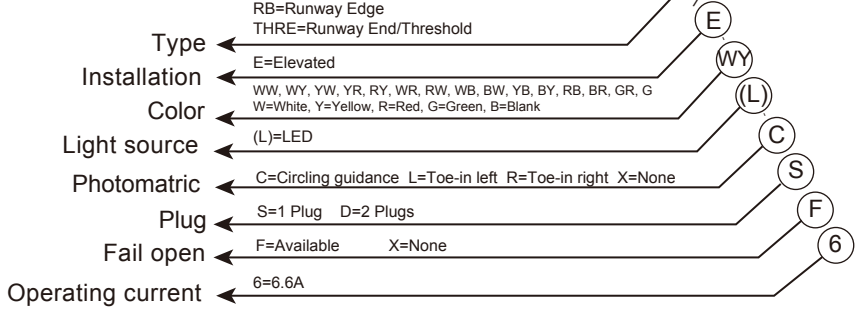 RB=Runway Edge
THRE=Runway End/Threshold
Type
E
E=Elevated
Installation
WY
WW, WY, YW, YR, RY, WR, RW, WB, BW, YB, BY, RB, BR, GR, G
W=White, Y=Yellow, R=Red, G=Green, B=Blank
Color
(L)
(L)=LED
Light source
C
C=Circling guidance L=Toe-in left R=Toe-in right X=None
Photomatric
S
S=1 Plug D=2 Plugs
Plug
F
F=Available X=None
Fail open
6
6=6.6A
Operating current